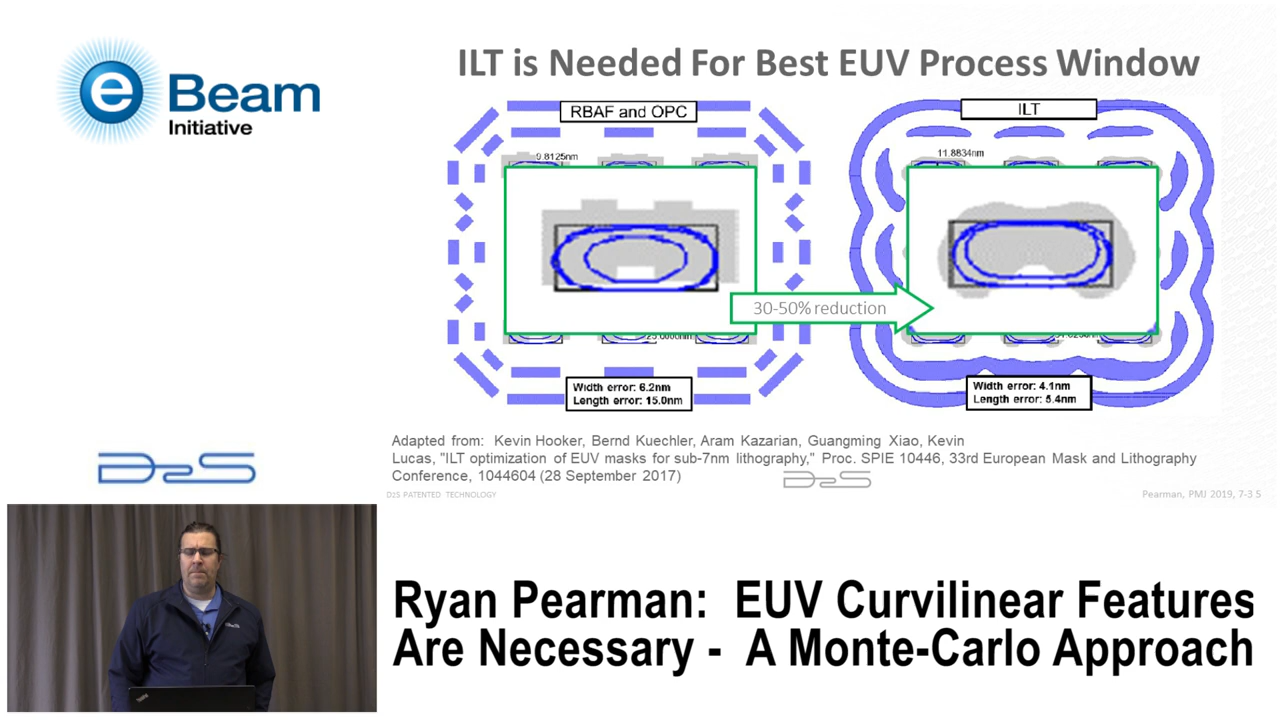 ILT is Needed For Best EUV Process Window
e Beam
Initiative
RBAF and OPC
ILT
9.8125nm
11.8834nm
30-50% reduction
Width error: 6.2nm
Length error: 15.0nm
Width error: 4.1nm
Length error: 5.4nm
Adapted from: Kevin Hooker, Bernd Kuechler, Aram Kazarian, Guangming Xiao, Kevin
Lucas, "ILT optimization of EUV masks for sub-7nm lithography," Proc. SPIE 10446, 33rd European Mask and Lithography
Conference, 1044604 (28 September 2017)
D2S
D2S
D2S PATENTED TECHNOLOGY
Pearman, PMJ 2019, 7-3 5
Ryan Pearman: EUV Curvilinear Features
Are Necessary - A Monte-Carlo Approach